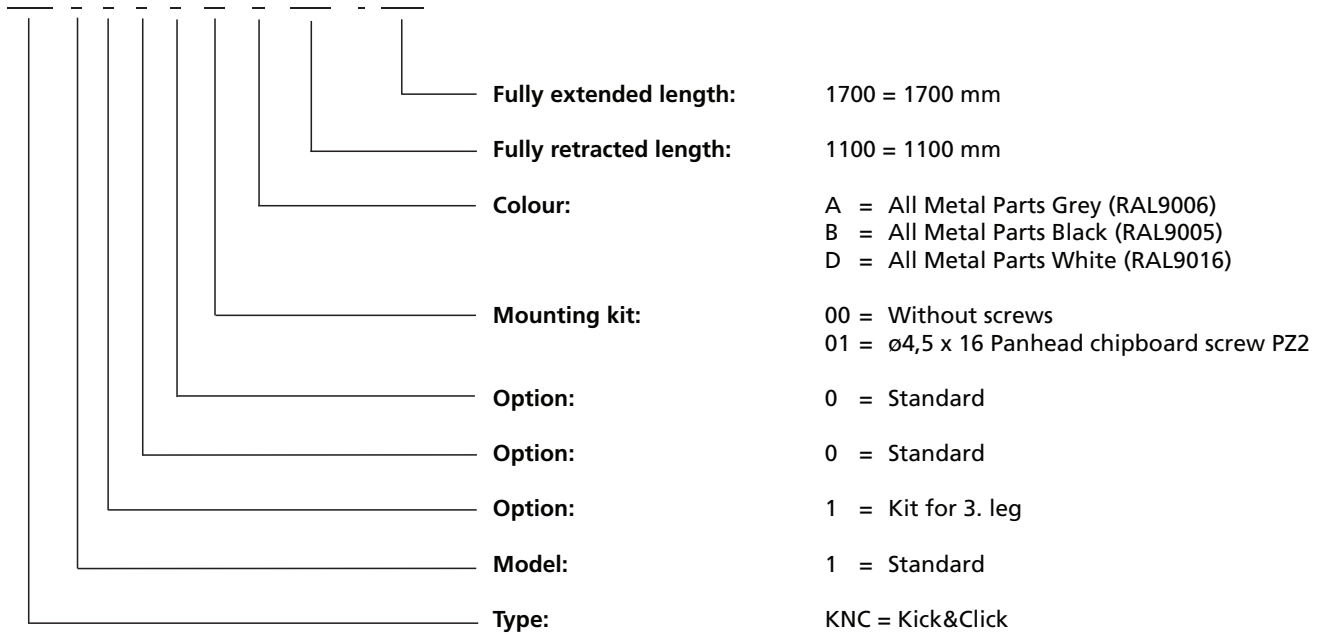 Fully extended length: 1700 = 1700 mm
Fully retracted length: 1100 = 1100 mm
Colour: A = All Metal Parts Grey (RAL9006)
B = All Metal Parts Black (RAL9005)
D = All Metal Parts White (RAL9016)
Mounting kit: 00 = Without screws
01 = ø4,5 x 16 Panhead chipboard screw PZ2
Option: 0 = Standard
Option: 0 = Standard
Option: 1 = Kit for 3. leg
Model: 1 = Standard
Type: KNC = Kick&Click